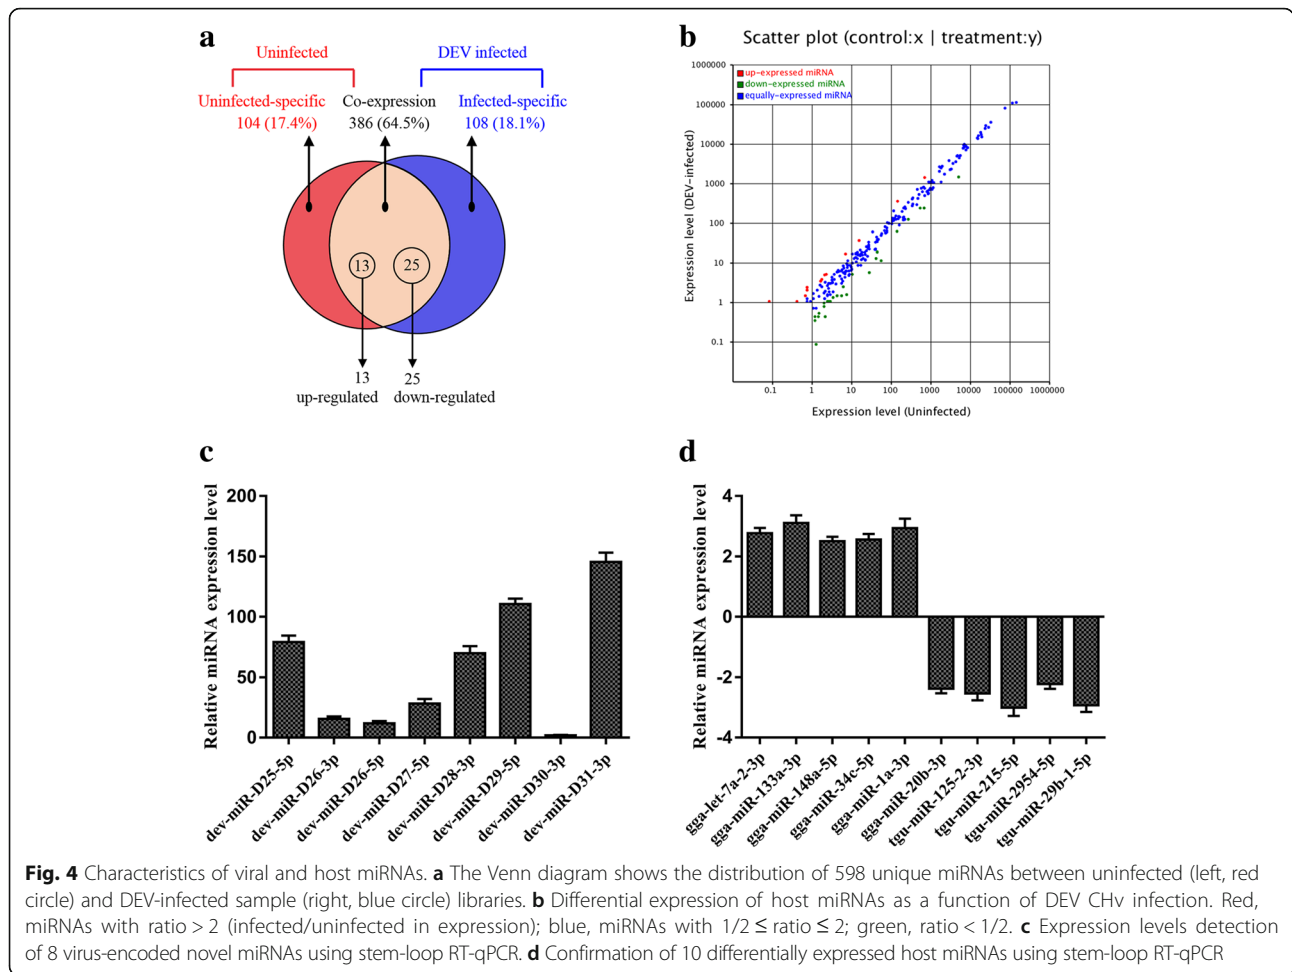 a
Uninfected
DEV infected
Uninfected-specific
104 (17.4%)
Co-expression
386 (64.5%)
Infected-specific
108 (18.1%)
13
25
13
up-regulated
25
down-regulated
b
Scatter plot (control:x | treatment:y)
up-expressed miRNA
down-expressed miRNA
equally-expressed miRNA
Expression level (DEV-infected)
1000000
100000
10000
1000
100
10
1
0.1
0.1 1 10 100 1000 10000 100000 1000000
Expression level (Uninfected)
c
Relative miRNA expression level
200
150
100
50
0
dev-miR-D25-5p
dev-miR-D26-3p
dev-miR-D26-5p
dev-miR-D27-5p
dev-miR-D28-3p
dev-miR-D29-5p
dev-miR-D30-3p
dev-miR-D31-3p
d
Relative miRNA expression level
4
2
0
-2
-4
gga-let-7a-2-3p
gga-miR-133a-3p
gga-miR-148a-5p
gga-miR-34c-5p
gga-miR-1a-3p
gga-miR-20b-3p
tgu-miR-125-2-3p
tgu-miR-215-5p
tgu-miR-2954-5p
tgu-miR-29b-1-5p
Fig. 4 Characteristics of viral and host miRNAs. a The Venn diagram shows the distribution of 598 unique miRNAs between uninfected (left, red
circle) and DEV-infected sample (right, blue circle) libraries. b Differential expression of host miRNAs as a function of DEV CHv infection. Red,
miRNAs with ratio > 2 (infected/uninfected in expression); blue, miRNAs with 1/2 ≤ ratio ≤ 2; green, ratio < 1/2. c Expression levels detection
of 8 virus-encoded novel miRNAs using stem-loop RT-qPCR. d Confirmation of 10 differentially expressed host miRNAs using stem-loop RT-qPCR